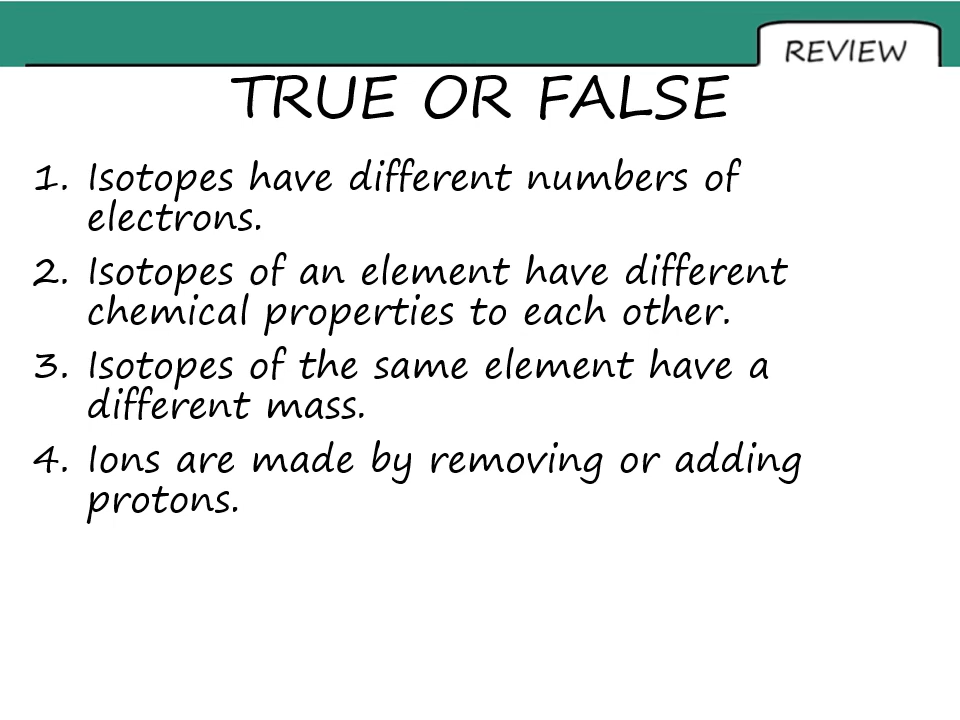 REVIEW
TRUE OR FALSE
1. Isotopes have different numbers of
electrons.
2. Isotopes of an element have different
chemical properties to each other.
3. Isotopes of the same element have a
different mass.
4. Ions are made by removing or adding
protons.